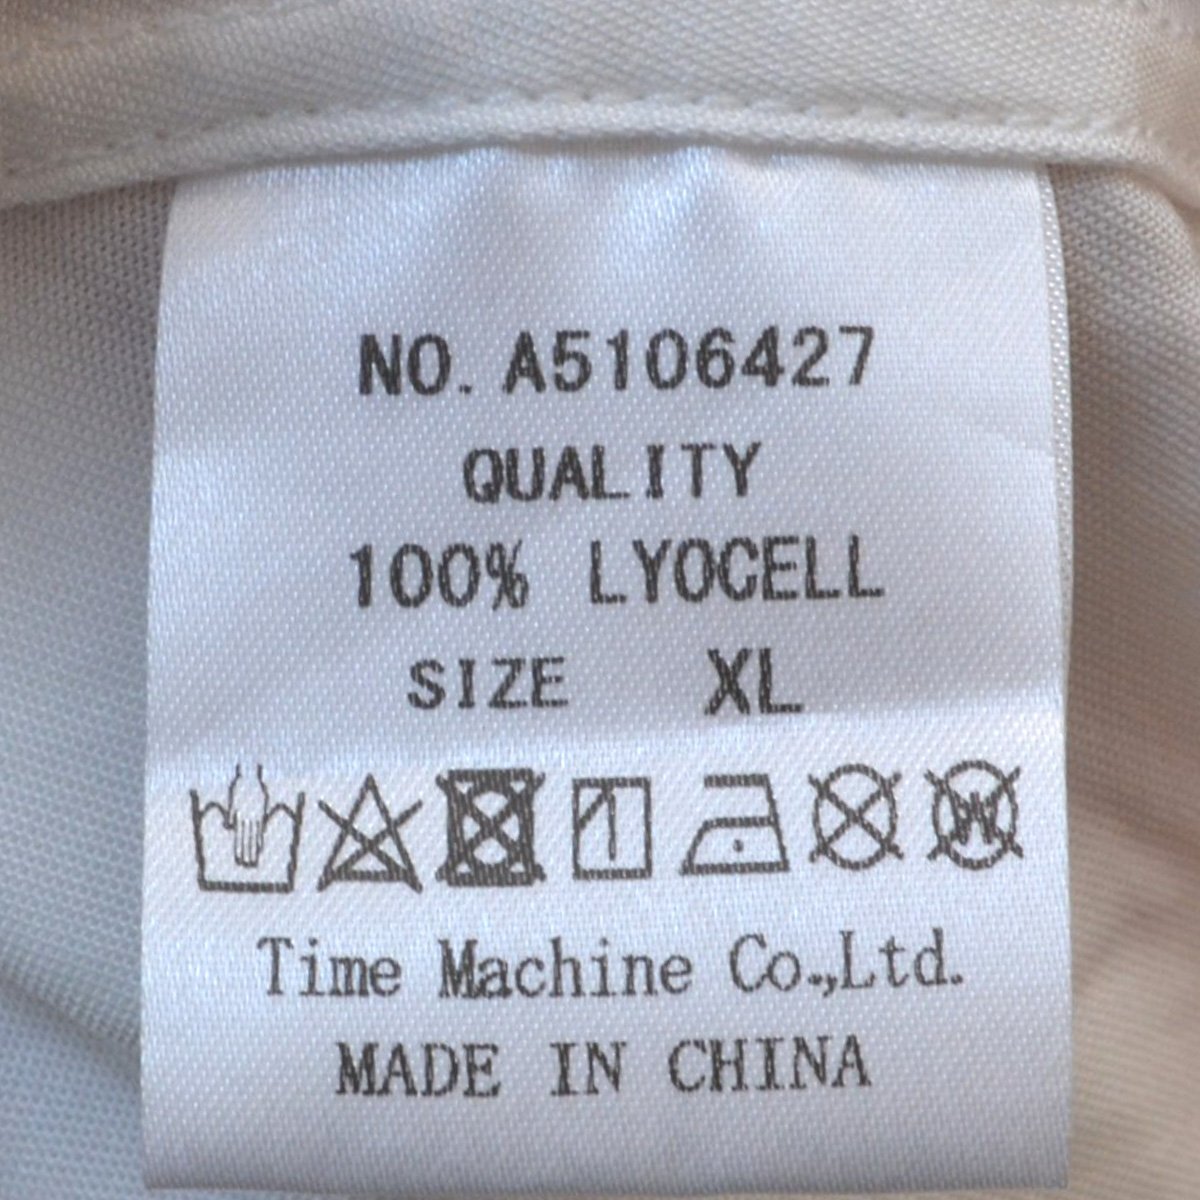 NO. A5106427
QUALITY
100% LYOCELL
SIZE XL
W
Time Machine Co.,Ltd.
MADE IN CHINA